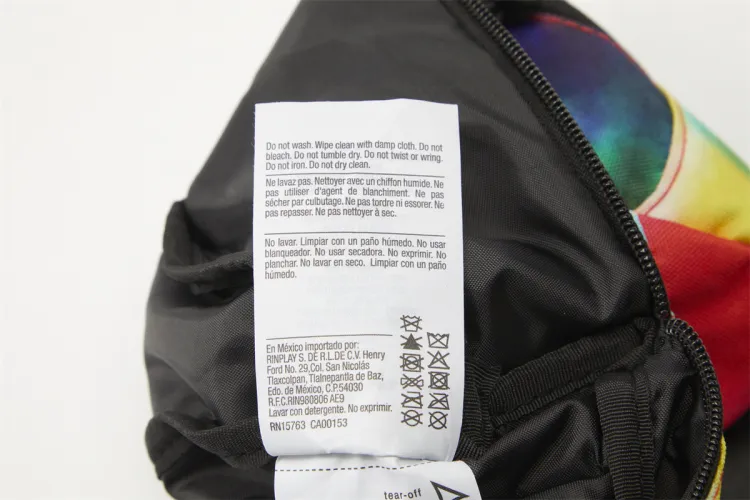 Do not wash. Wipe clean with damp cloth. Do not
bleach. Do not tumble dry. Do not twist or wring.
Do not iron. Do not dry clean.
Ne lavaz pas. Nettoyer avec un chiffon humide. Ne
pas utiliser d'agent de blanchiment. Ne pas
sécher par culbutage. Ne pas tordre ni essorer. Ne
pas repasser. Ne pas nettoyer à sec.
No lavar. Limpiar con un paño húmedo. No usar
blanqueador. No usar secadora. No exprimir. No
planchar. No lavar en seco. Limpiar con un paño
húmedo.
En México importado por:
RINPLAY S. DE R.L.DE C.V. Henry
Ford No. 29,Col. San Nicolás
Tlaxcolpan, Tlalnepantla de Baz,
Edo. de México, C.P.54030
R.F.C.RIN980806 AE9
Lavar con detergente. No exprimir.
RN15763 CA00153
tear-off